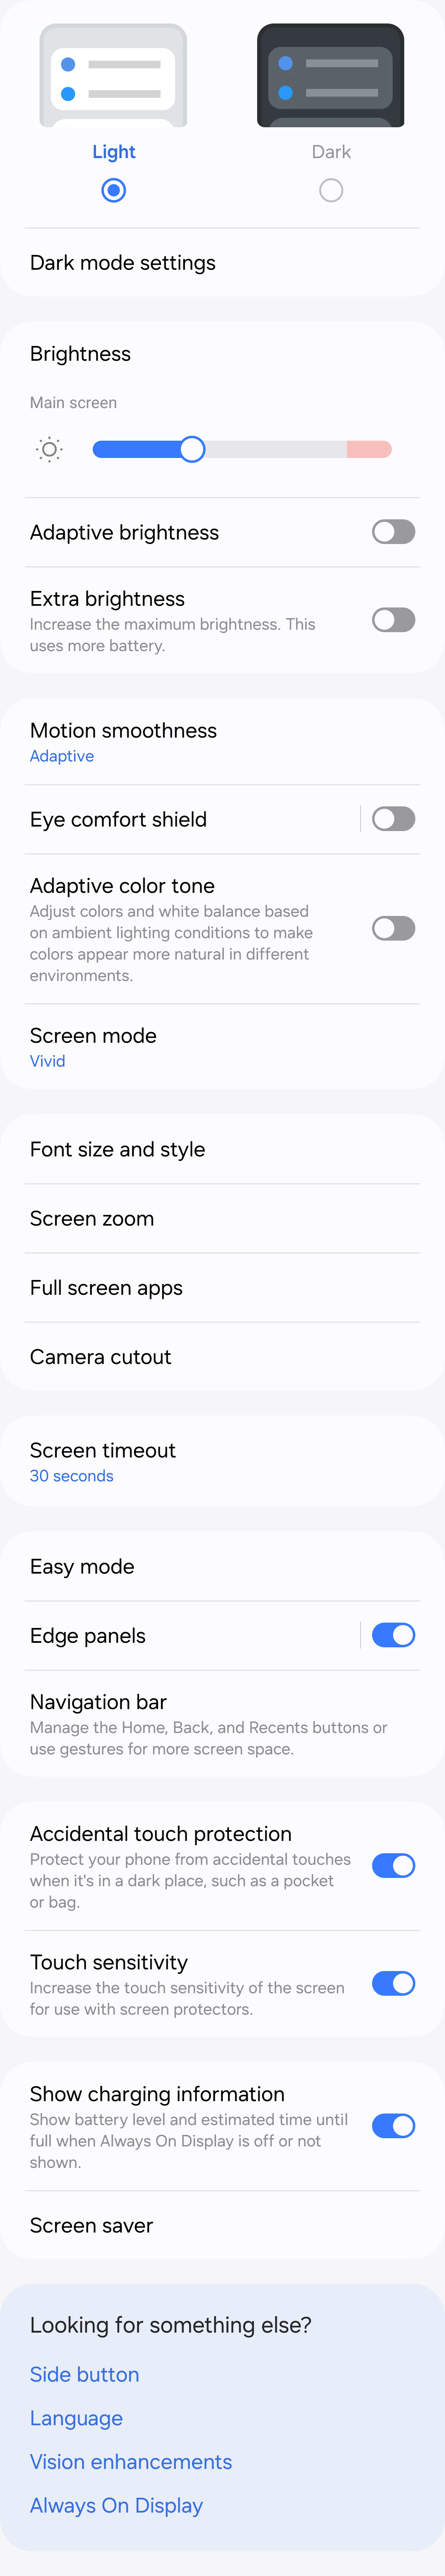 Light
Dark
Dark mode settings
Brightness
Main screen
Adaptive brightness
Extra brightness
Increase the maximum brightness. This
uses more battery.
Motion smoothness
Adaptive
Eye comfort shield
Adaptive color tone
Adjust colors and white balance based
on ambient lighting conditions to make
colors appear more natural in different
environments.
Screen mode
Vivid
Font size and style
Screen zoom
Full screen apps
Camera cutout
Screen timeout
30 seconds
Easy mode
Edge panels
Navigation bar
Manage the Home, Back, and Recents buttons or
use gestures for more screen space.
Accidental touch protection
Protect your phone from accidental touches
when it's in a dark place, such as a pocket
or bag.
Touch sensitivity
Increase the touch sensitivity of the screen
for use with screen protectors.
Show charging information
Show battery level and estimated time until
full when Always On Display is off or not
shown.
Screen saver
Looking for something else?
Side button
Language
Vision enhancements
Always On Display